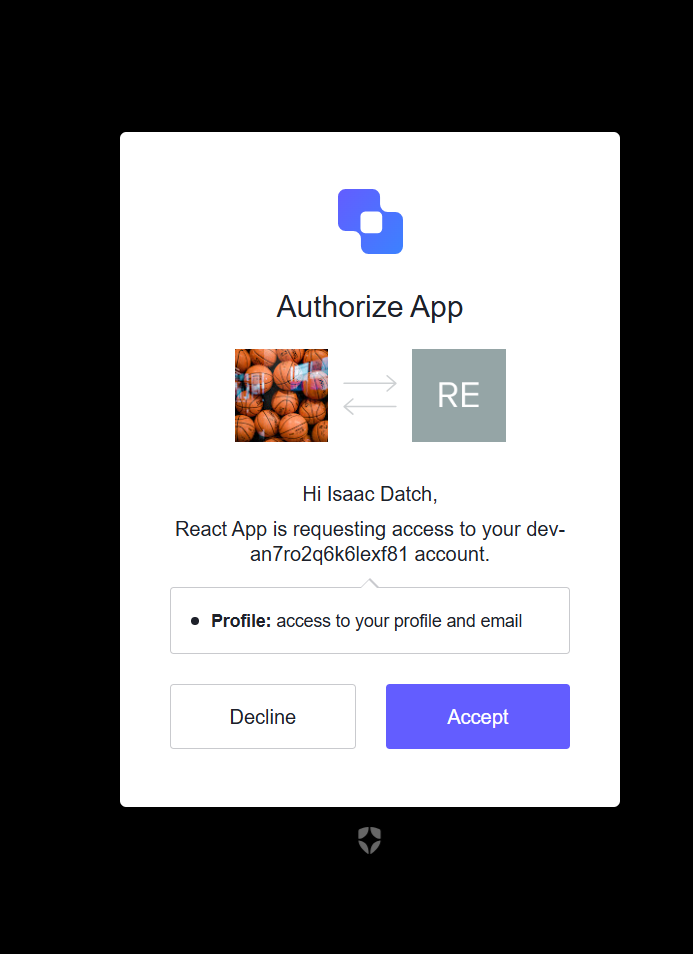 Authorize App
RE
Hi Isaac Datch,
React App is requesting access to your dev-
an7ro2q6k6lexf81 account.
Profile: access to your profile and email
Decline
Accept